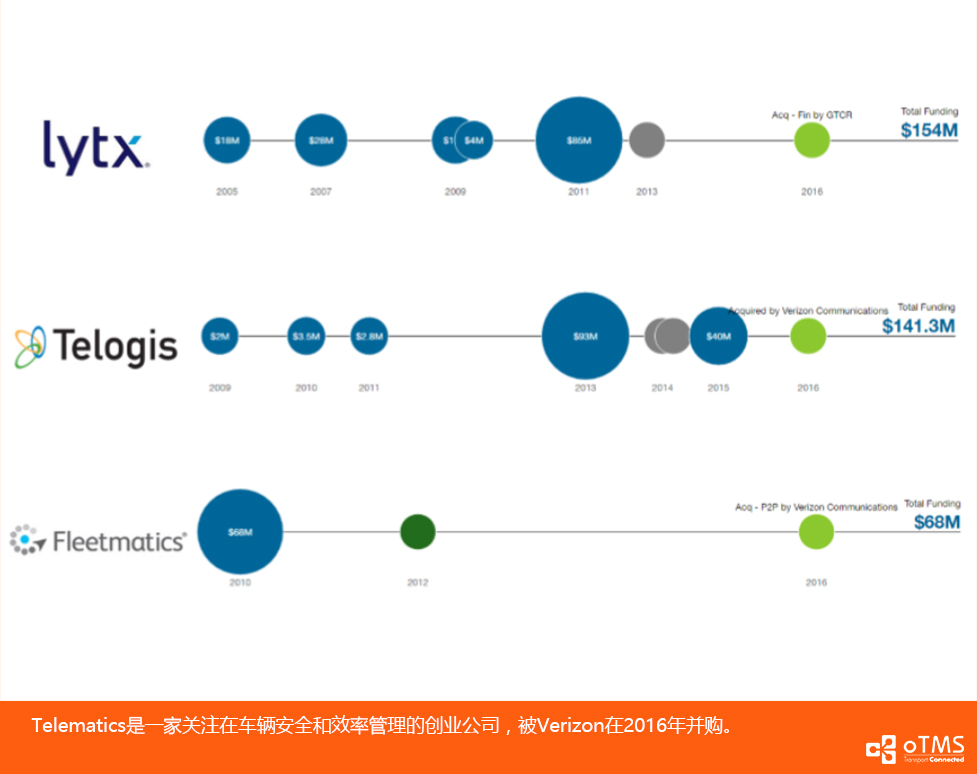 Acq - Fin by GTCR
Total Funding
$154M
lytx
$18M
$28M
$4M
$85M
2005
2007
2009
2011
2013
2016
Acquired by Verizon Communications
Total Funding
$141.3M
Telogis
$2M
$3.5M
$2.8M
$93M
$40M
2009
2010
2011
2013
2014
2015
2016
Acq - P2P by Verizon Communications
Total Funding
$68M
Fleetmatics
$68M
2010
2012
2016
Telematics是一家关注在车辆安全和效率管理的创业公司，被Verizon在2016年并购。
oTMS
Transport Connected